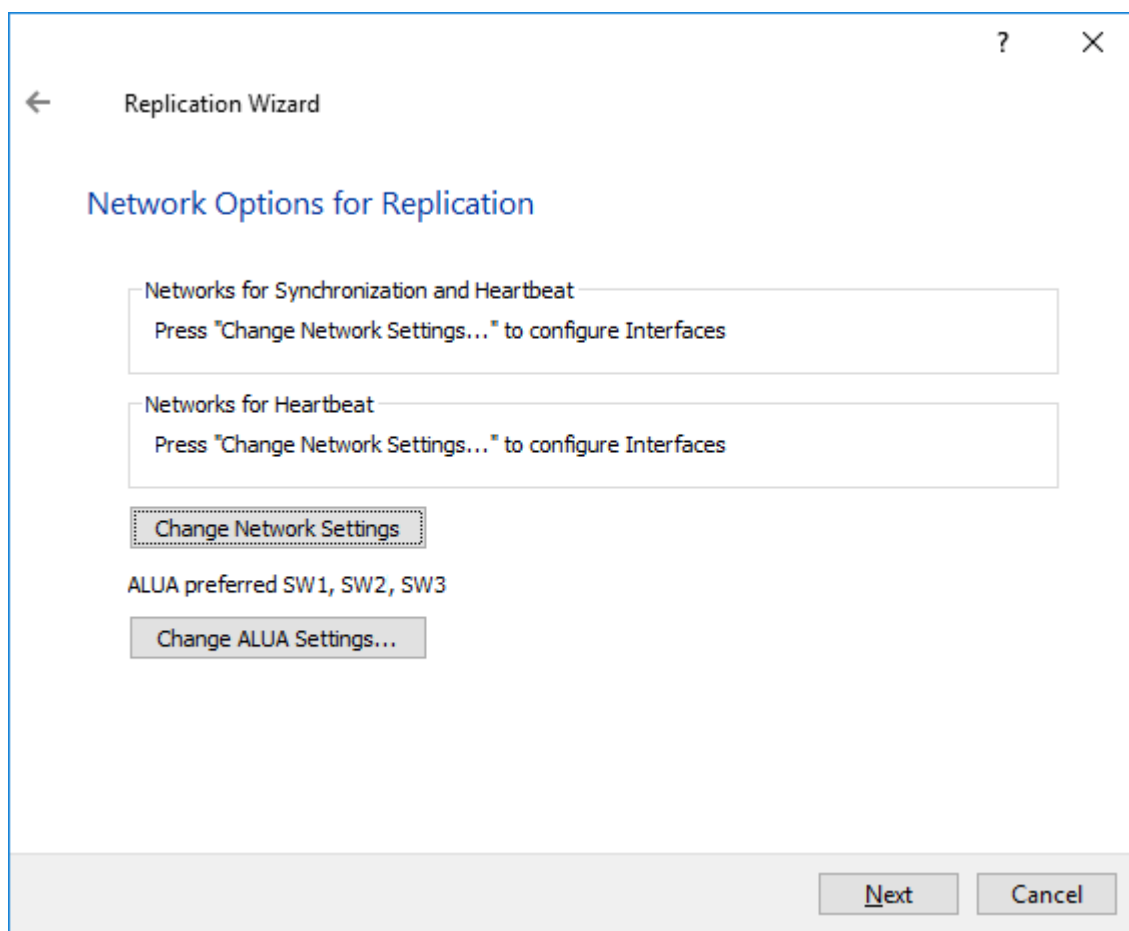 ?
Replication Wizard
Network Options for Replication
Networks for Synchronization and Heartbeat
Press "Change Network Settings..." to configure Interfaces
Networks for Heartbeat
Press "Change Network Settings..." to configure Interfaces
Change Network Settings
ALUA preferred SW1, SW2, SW3
Change ALUA Settings...
Next
Cancel